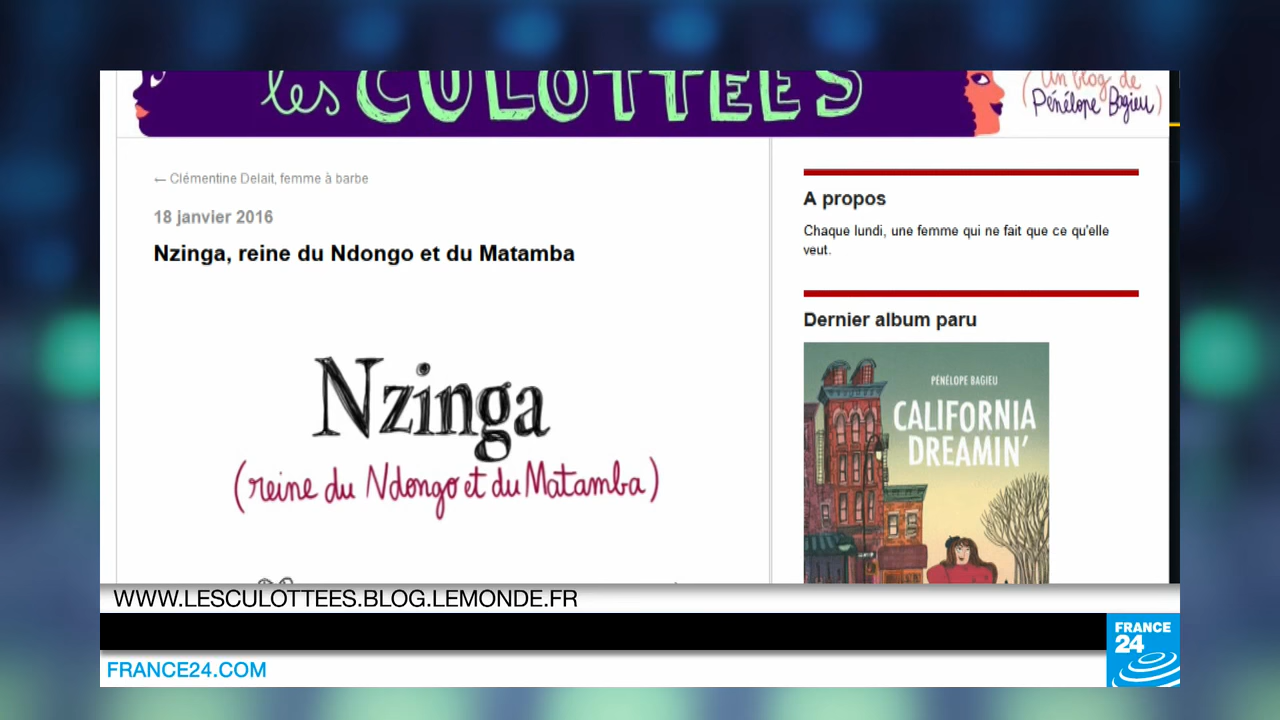 les CULOTTEES
(Un blog de
Pénélope Bagieu)
← Clémentine Delait, femme à barbe
18 janvier 2016
Nzinga, reine du Ndongo et du Matamba
Nzinga
(reine du Ndongo et du Matamba)
A propos
Chaque lundi, une femme qui ne fait que ce qu'elle
veut.
Dernier album paru
PÉNÉLOPE BAGIEU
CALIFORNIA
DREAMIN'
WWW.LESCULOTTEES.BLOG.LEMONDE.FR
FRANCE
24
FRANCE24.COM